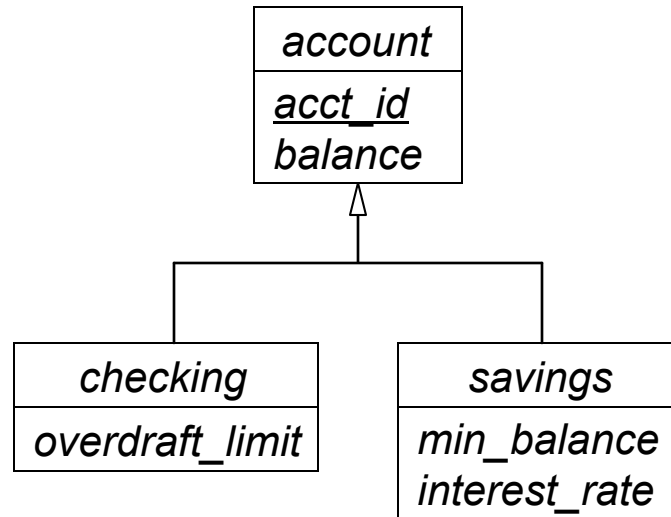 account
acct_id
balance
checking
overdraft_limit
savings
min_balance
interest_rate